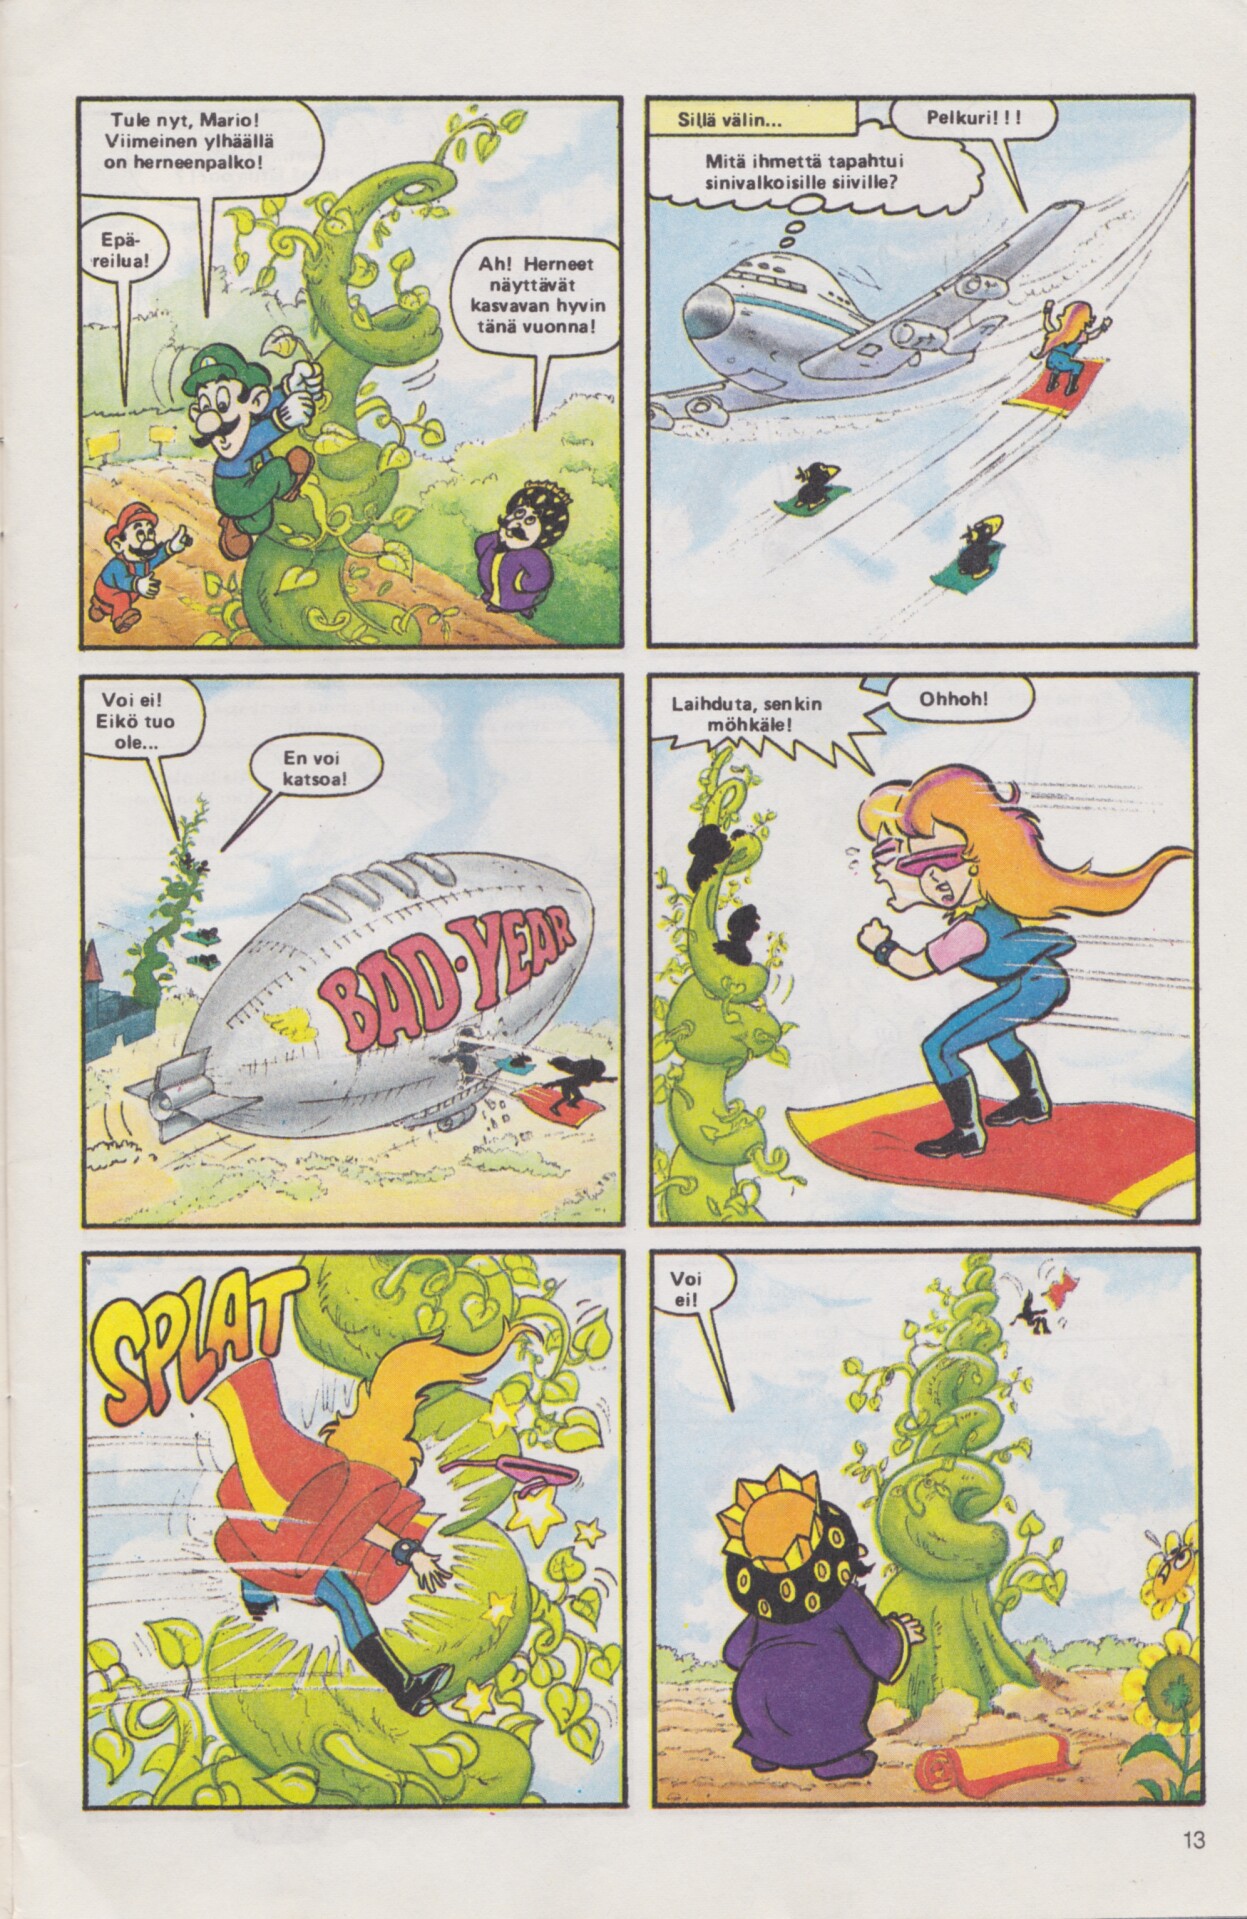 Tule nyt, Mario!
Viimeinen ylhäällä
on herneenpalko!
Epä-
reilua!
Ah! Herneet
näyttävät
kasvavan hyvin
tänä vuonna!
Sillä välin...
Pelkuri!!!
Mitä ihmettä tapahtui
sinivalkoisille siiville?
Voi ei!
Eikö tuo
ole...
En voi
katsoa!
BAD-YEAR
Laihduta, senkin
möhkäle!
Ohhoh!
SPLAT
Voi
ei!
13